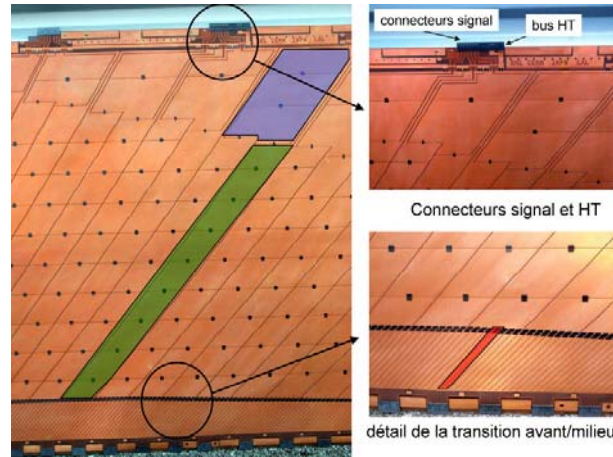 connecteurs signal
bus HT
Connecteurs signal et HT
détail de la transition avant/milieu